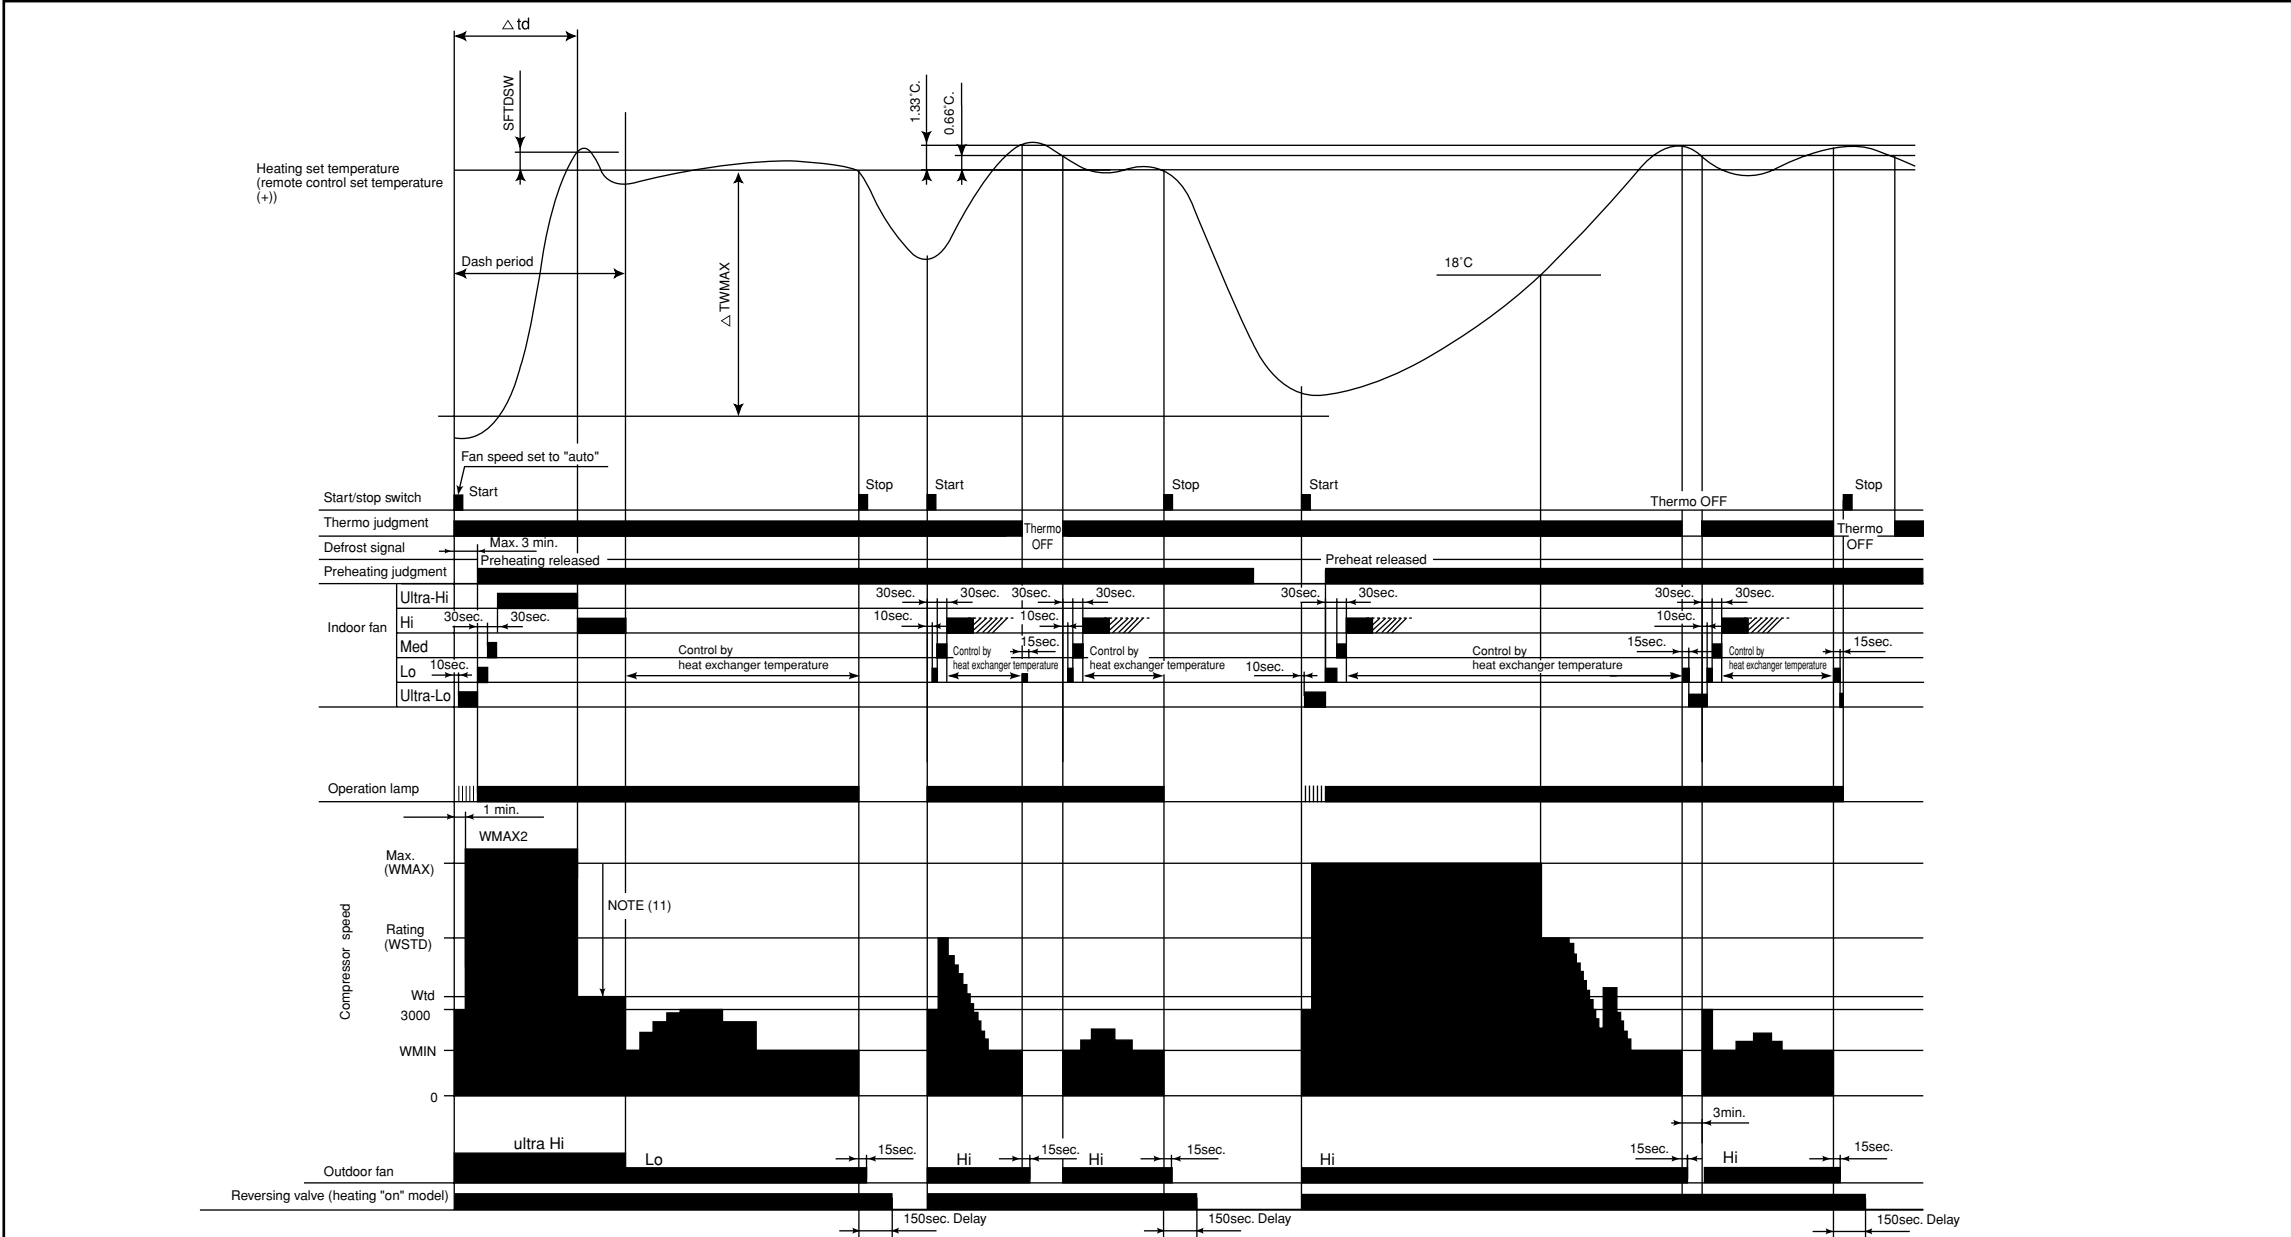 △ td
SFTDSW
1.33˚C.
0.66˚C.
Heating set temperature
(remote control set temperature
(+))
Dash period
△ TWMAX
18˚C
Fan speed set to "auto"
Start/stop switch
Start
Stop
Start
Stop
Start
Thermo OFF
Stop
Thermo judgment
Thermo
OFF
Thermo
OFF
Defrost signal
Max. 3 min.
Preheating judgment
Preheating released
Preheat released
Indoor fan
Ultra-Hi
30sec.
30sec.
30sec.
30sec.
30sec.
30sec.
30sec.
30sec.
Hi
30sec.
30sec.
10sec.
10sec.
10sec.
Med
Control by
heat exchanger temperature
Control by
heat exchanger temperature
15sec.
Control by
heat exchanger temperature
Control by
heat exchanger temperature
15sec.
Control by
heat exchanger temperature
15sec.
Lo
10sec.
10sec.
Ultra-Lo
Operation lamp
1 min.
WMAX2
Compressor speed
Max.
(WMAX)
NOTE (11)
Rating
(WSTD)
Wtd
3000
WMIN
0
3min.
Outdoor fan
ultra Hi
Lo
15sec.
Hi
15sec.
Hi
15sec.
Hi
15sec.
Hi
15sec.
Reversing valve (heating "on" model)
150sec. Delay
150sec. Delay
150sec. Delay